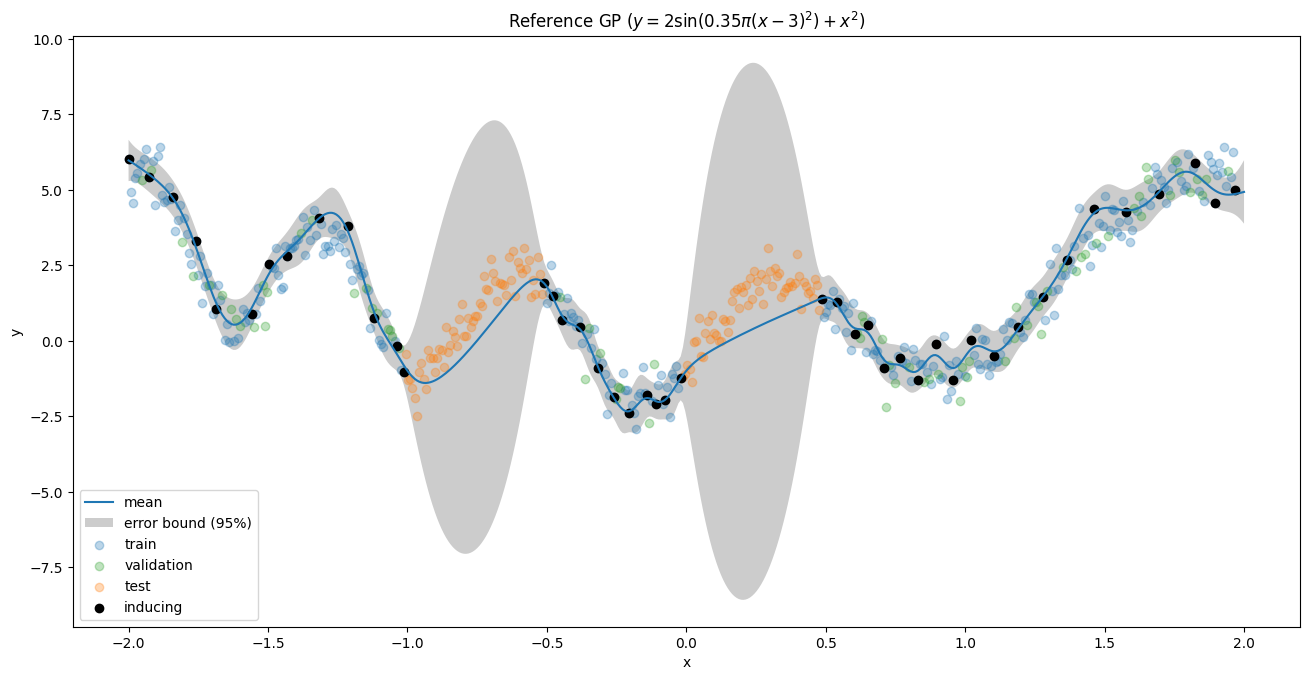 Reference GP (y = 2sin(0.35π(x − 3)²) + x²)
10.0
7.5
5.0
2.5
0.0
−2.5
−5.0
−7.5
y
mean
error bound (95%)
train
validation
test
inducing
−2.0 −1.5 −1.0 −0.5 0.0 0.5 1.0 1.5 2.0
x